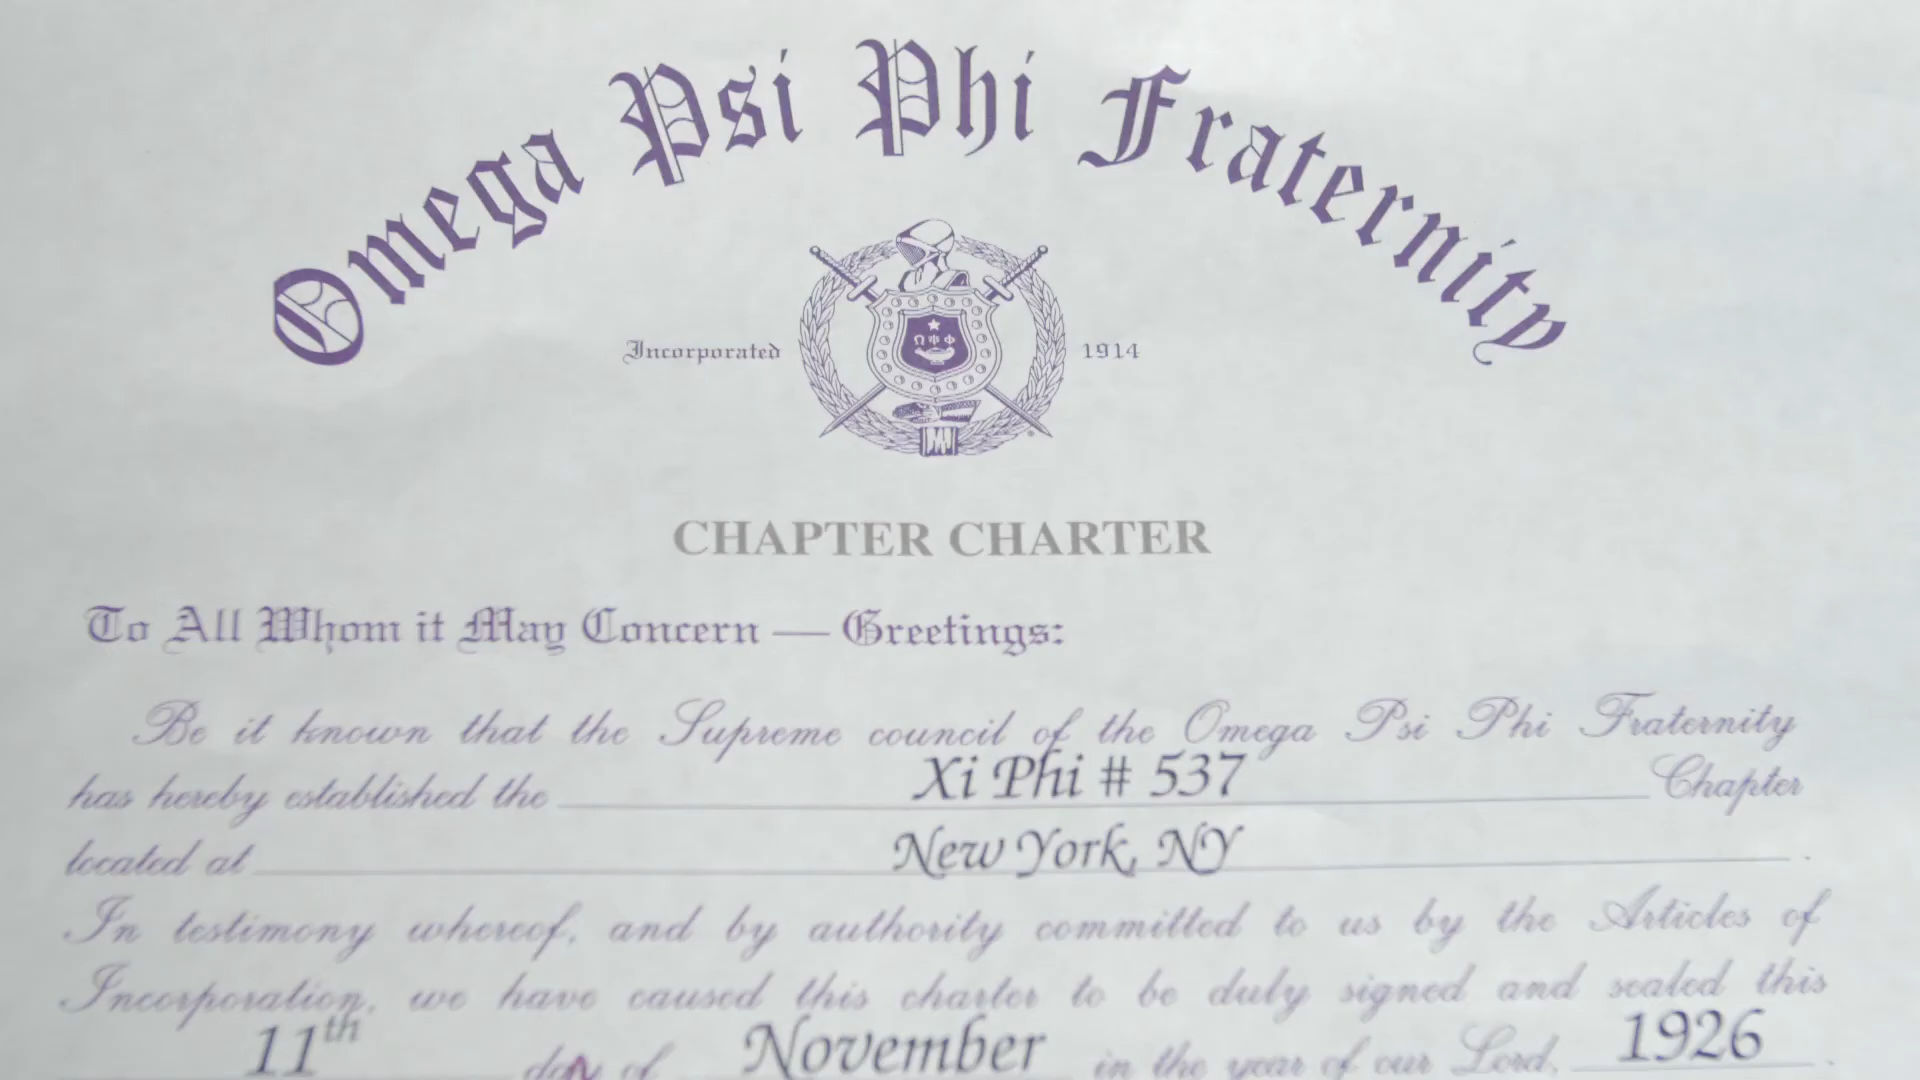 Omega Psi Phi Fraternity
Incorporated 1914
ΩΨΦ
CHAPTER CHARTER
To All Whom it May Concern — Greetings:
Be it known that the Supreme council of the Omega Psi Phi Fraternity
has hereby established the Xi Phi # 537 Chapter
located at New York, NY.
In testimony whereof, and by authority committed to us by the Articles of
Incorporation, we have caused this charter to be duly signed and sealed this
11th day of November in the year of our Lord, 1926.